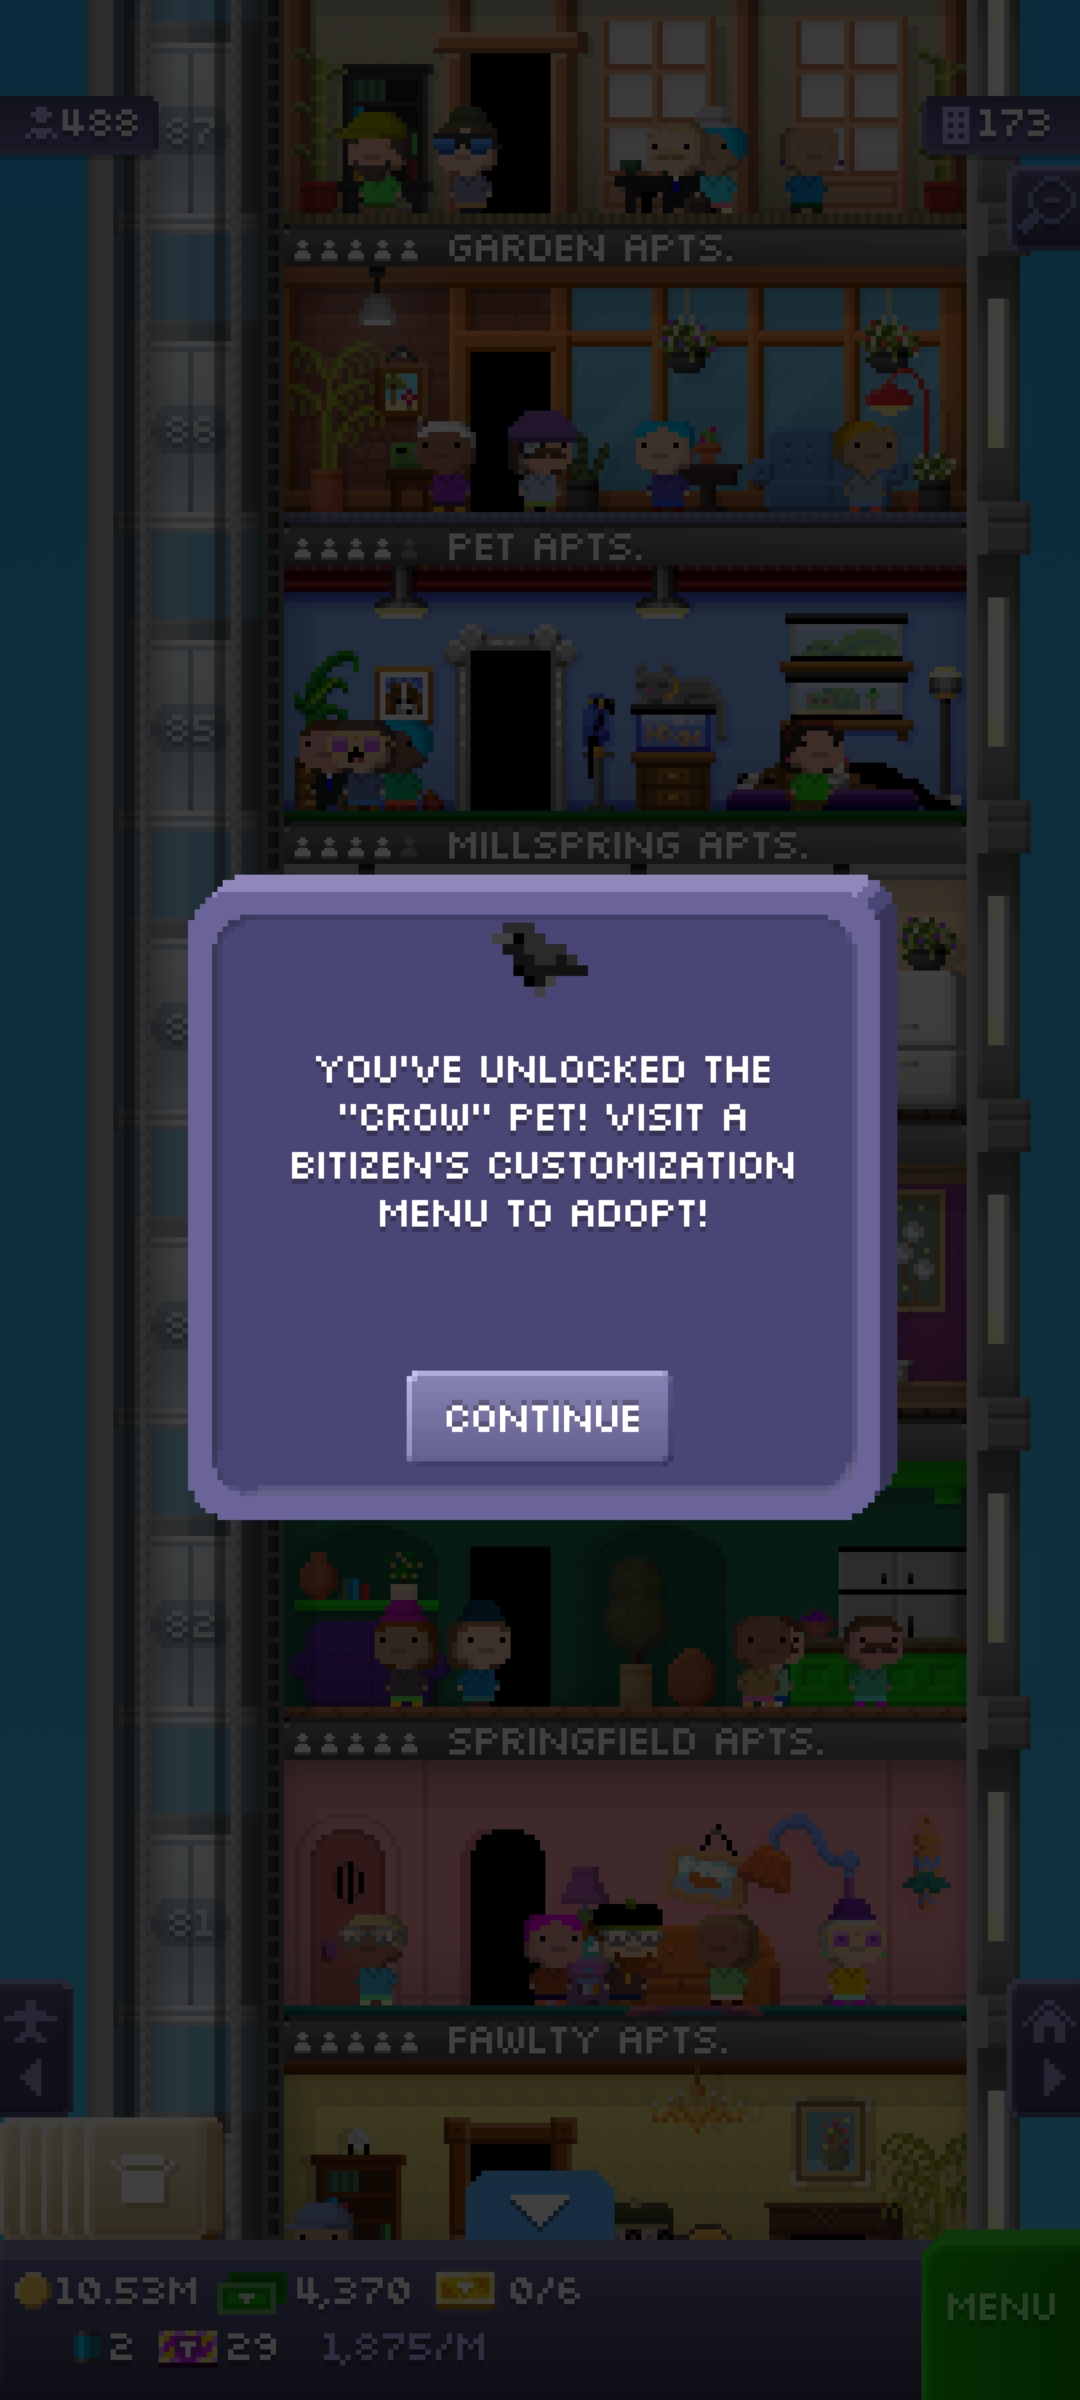 488
87
173
GARDEN APTS.
86
PET APTS.
85
MILLSPRING APTS.
YOU'VE UNLOCKED THE
"CROW" PET! VISIT A
BITIZEN'S CUSTOMIZATION
MENU TO ADOPT!
CONTINUE
82
SPRINGFIELD APTS.
81
FAWLTY APTS.
10.53M
4,370
0/6
2
T
29
1,875/M
MENU